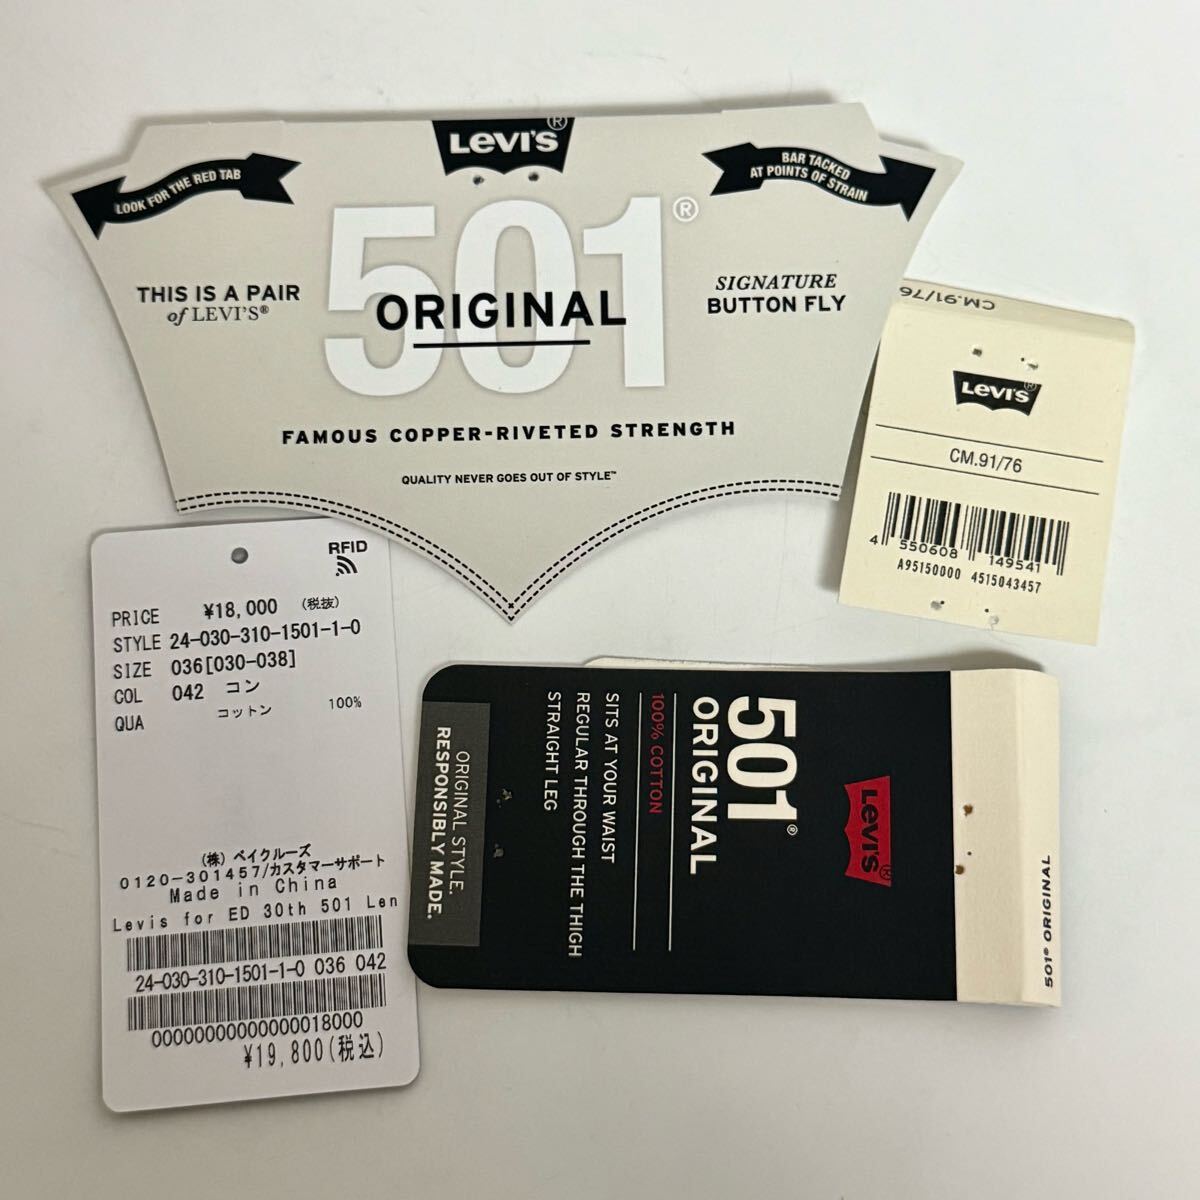 LEVI'S®
LOOK FOR THE RED TAB
BAR TACKED
AT POINTS OF STRAIN
501®
ORIGINAL
THIS IS A PAIR
of LEVI'S®
SIGNATURE
BUTTON FLY
FAMOUS COPPER-RIVETED STRENGTH
QUALITY NEVER GOES OUT OF STYLE™
CM.91/76
Levi's®
CM.91/76
4 550608 149541
A95150000 4515043457
RFID
PRICE ¥18,000 (税抜)
STYLE 24-030-310-1501-1-0
SIZE 036[030-038]
COL 042 コン
QUA コットン 100%
(株) ベイクルーズ
0120-301457/カスタマーサポート
Made in China
Levis for ED 30th 501 Len
24-030-310-1501-1-0 036 042
00000000000000018000
¥19,800(税込)
Levi's®
501®
ORIGINAL
100% COTTON
SITS AT YOUR WAIST
REGULAR THROUGH THE THIGH
STRAIGHT LEG
ORIGINAL STYLE.
RESPONSIBLY MADE.
501® ORIGINAL